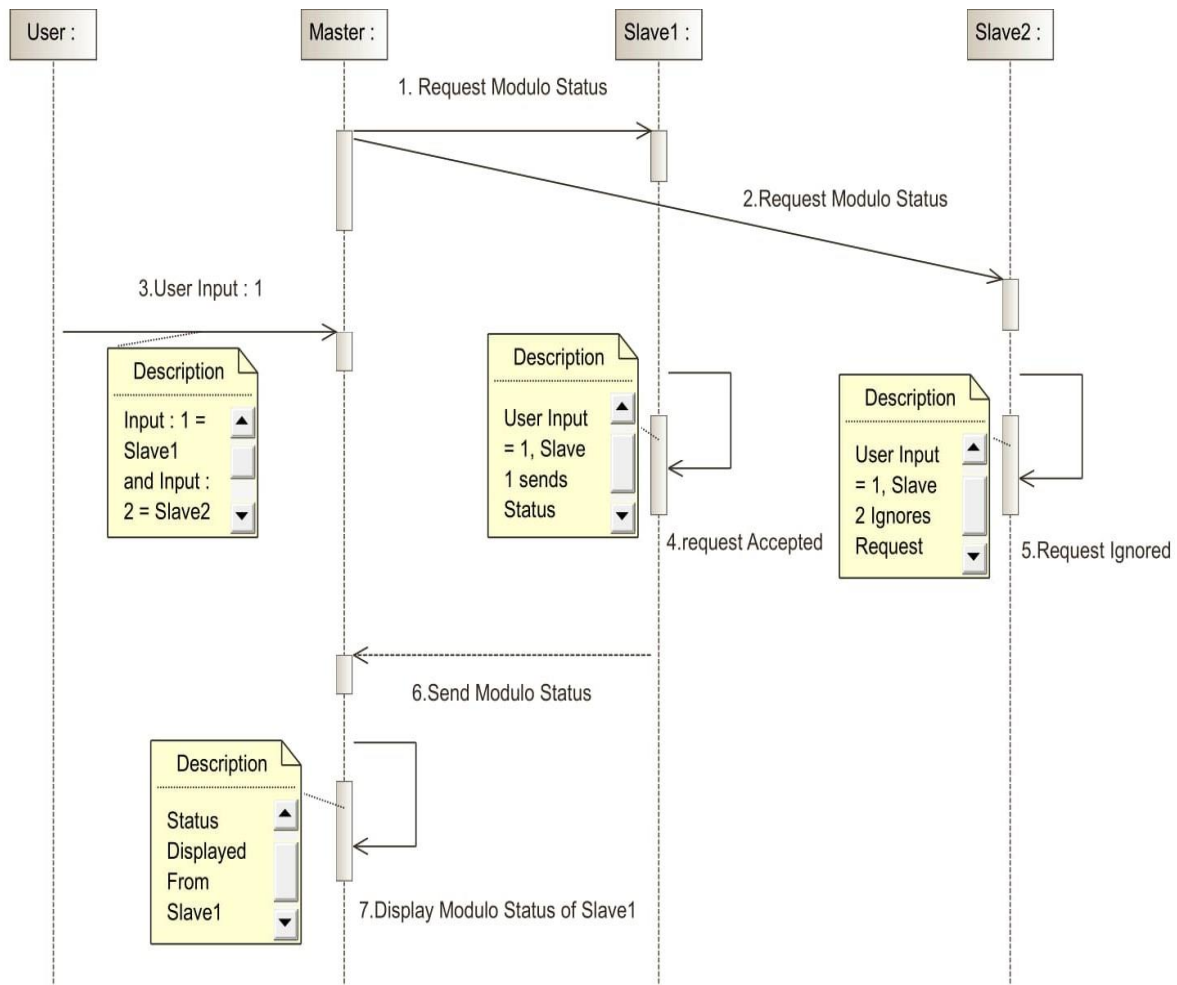 User :
Master :
Slave1 :
Slave2 :
1. Request Modulo Status
2.Request Modulo Status
3.User Input : 1
Description
Input : 1 =
Slave1
and Input :
2 = Slave2
Description
User Input
= 1, Slave
1 sends
Status
4.request Accepted
Description
User Input
= 1, Slave
2 Ignores
Request
5.Request Ignored
6.Send Modulo Status
Description
Status
Displayed
From
Slave1
7.Display Modulo Status of Slave1